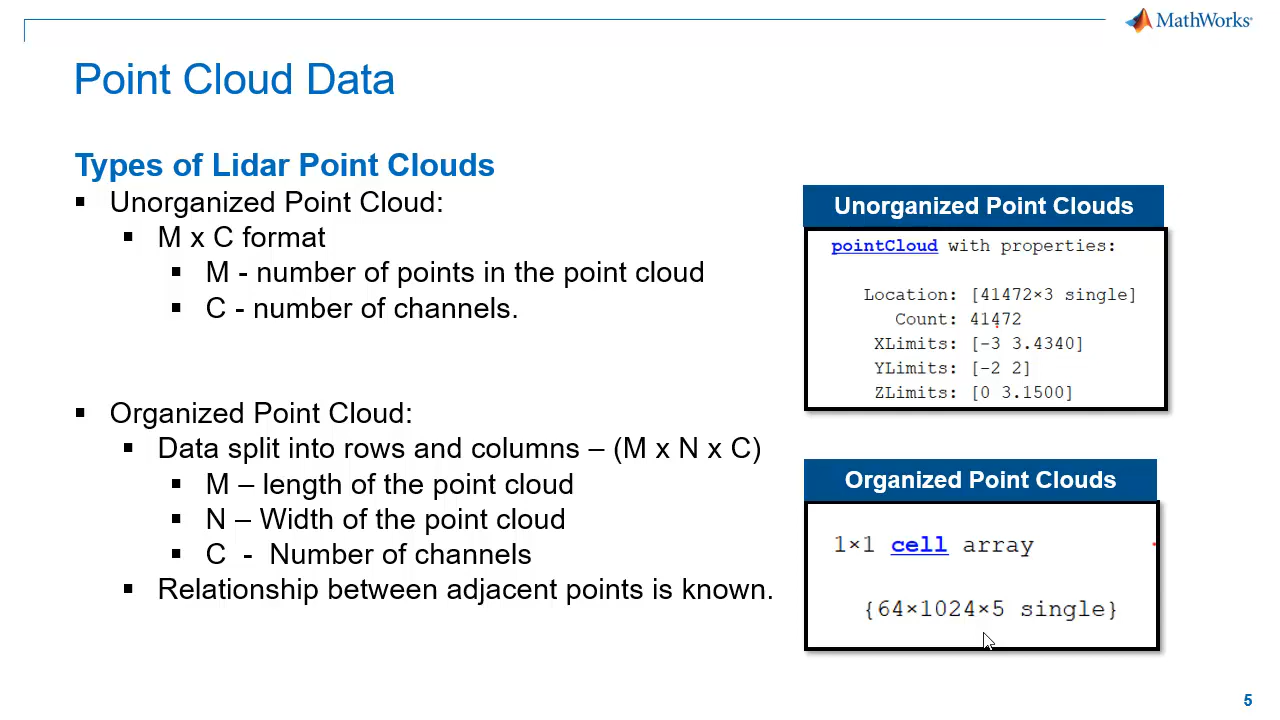 MathWorks
Point Cloud Data
Types of Lidar Point Clouds
▪ Unorganized Point Cloud:
▪ M x C format
▪ M - number of points in the point cloud
▪ C - number of channels.
▪ Organized Point Cloud:
▪ Data split into rows and columns – (M x N x C)
▪ M – length of the point cloud
▪ N – Width of the point cloud
▪ C - Number of channels
▪ Relationship between adjacent points is known.
Unorganized Point Clouds
pointCloud with properties:
Location: [41472×3 single]
Count: 41472
XLimits: [-3 3.4340]
YLimits: [-2 2]
ZLimits: [0 3.1500]
Organized Point Clouds
1×1 cell array
{64×1024×5 single}
5